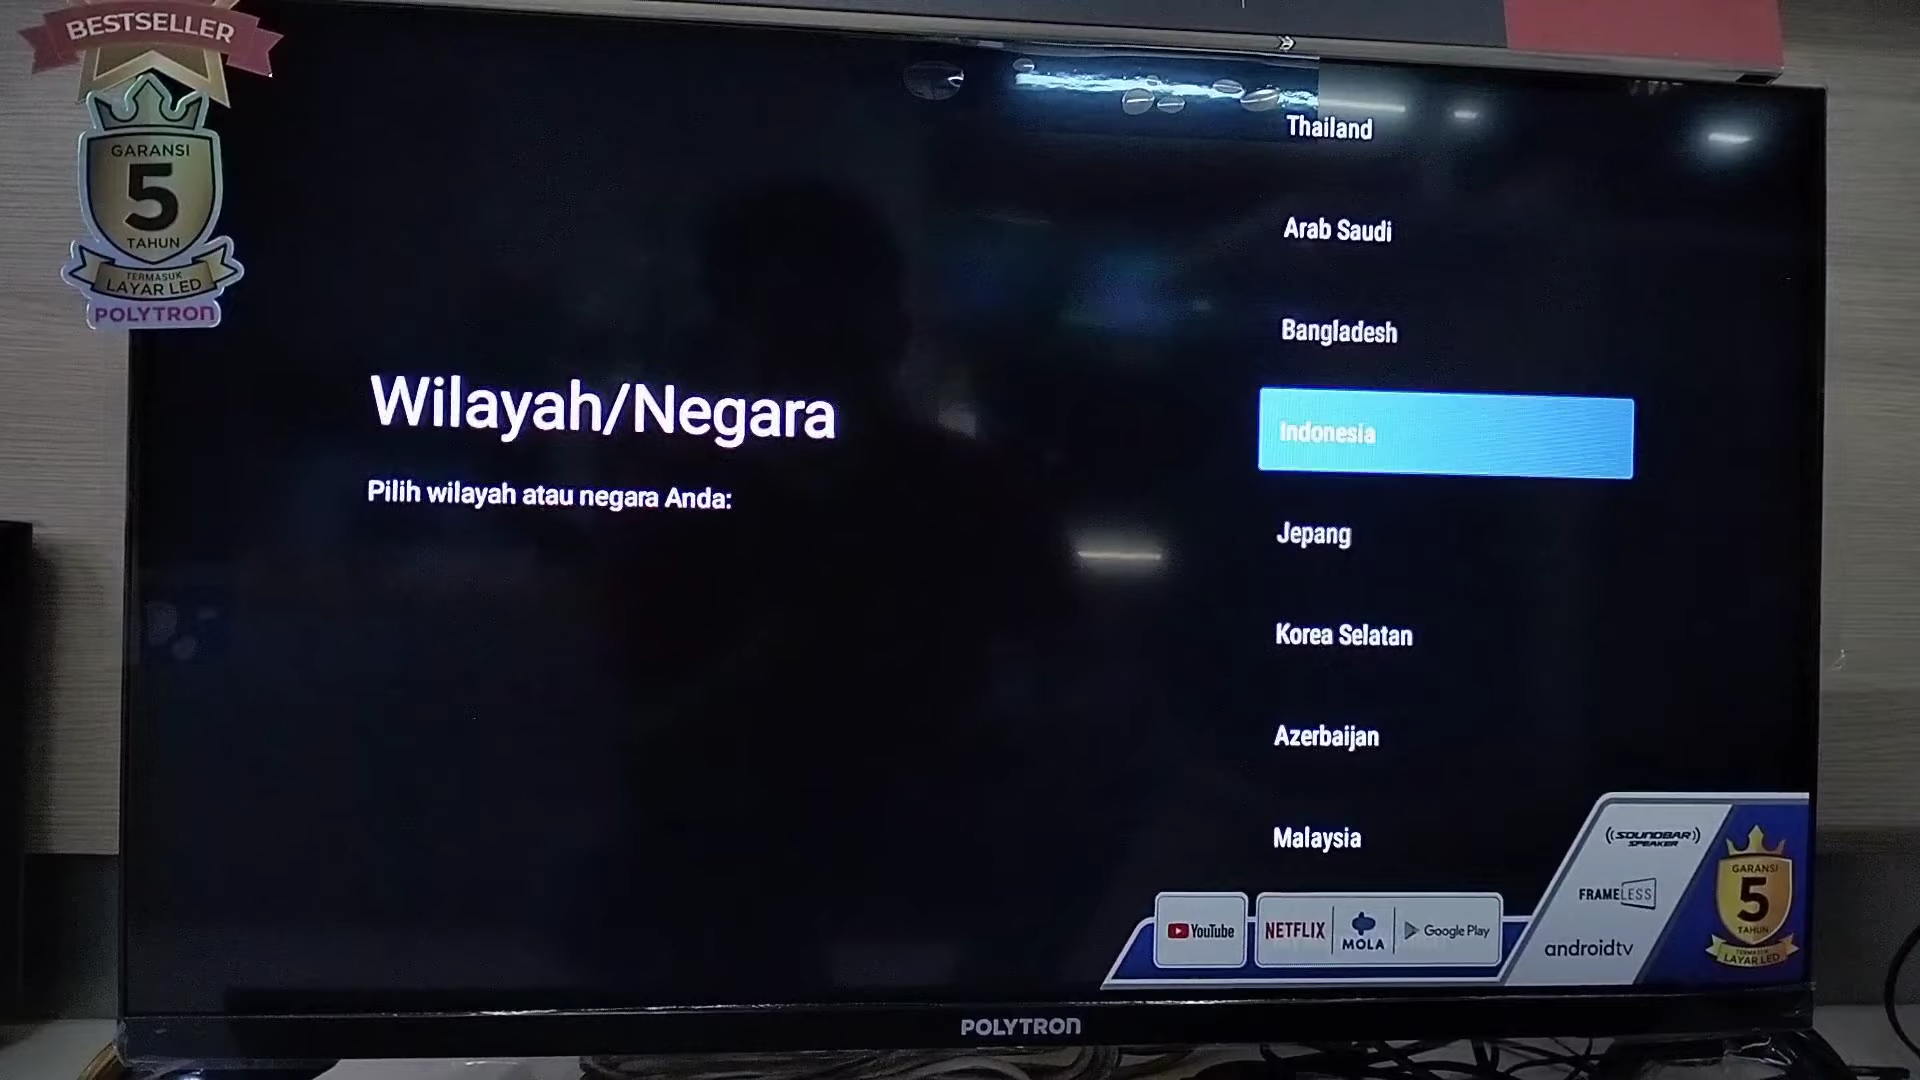 BESTSELLER
GARANSI
5
TAHUN
TERMASUK
LAYAR LED
POLYTRON
Wilayah/Negara
Pilih wilayah atau negara Anda:
Thailand
Arab Saudi
Bangladesh
Indonesia
Jepang
Korea Selatan
Azerbaijan
Malaysia
SOUNDBAR
SPEAKER
FRAMELESS
androidtv
GARANSI
5
TAHUN
TERMASUK
LAYAR LED
YouTube
NETFLIX
MOLA
Google Play
POLYTRON